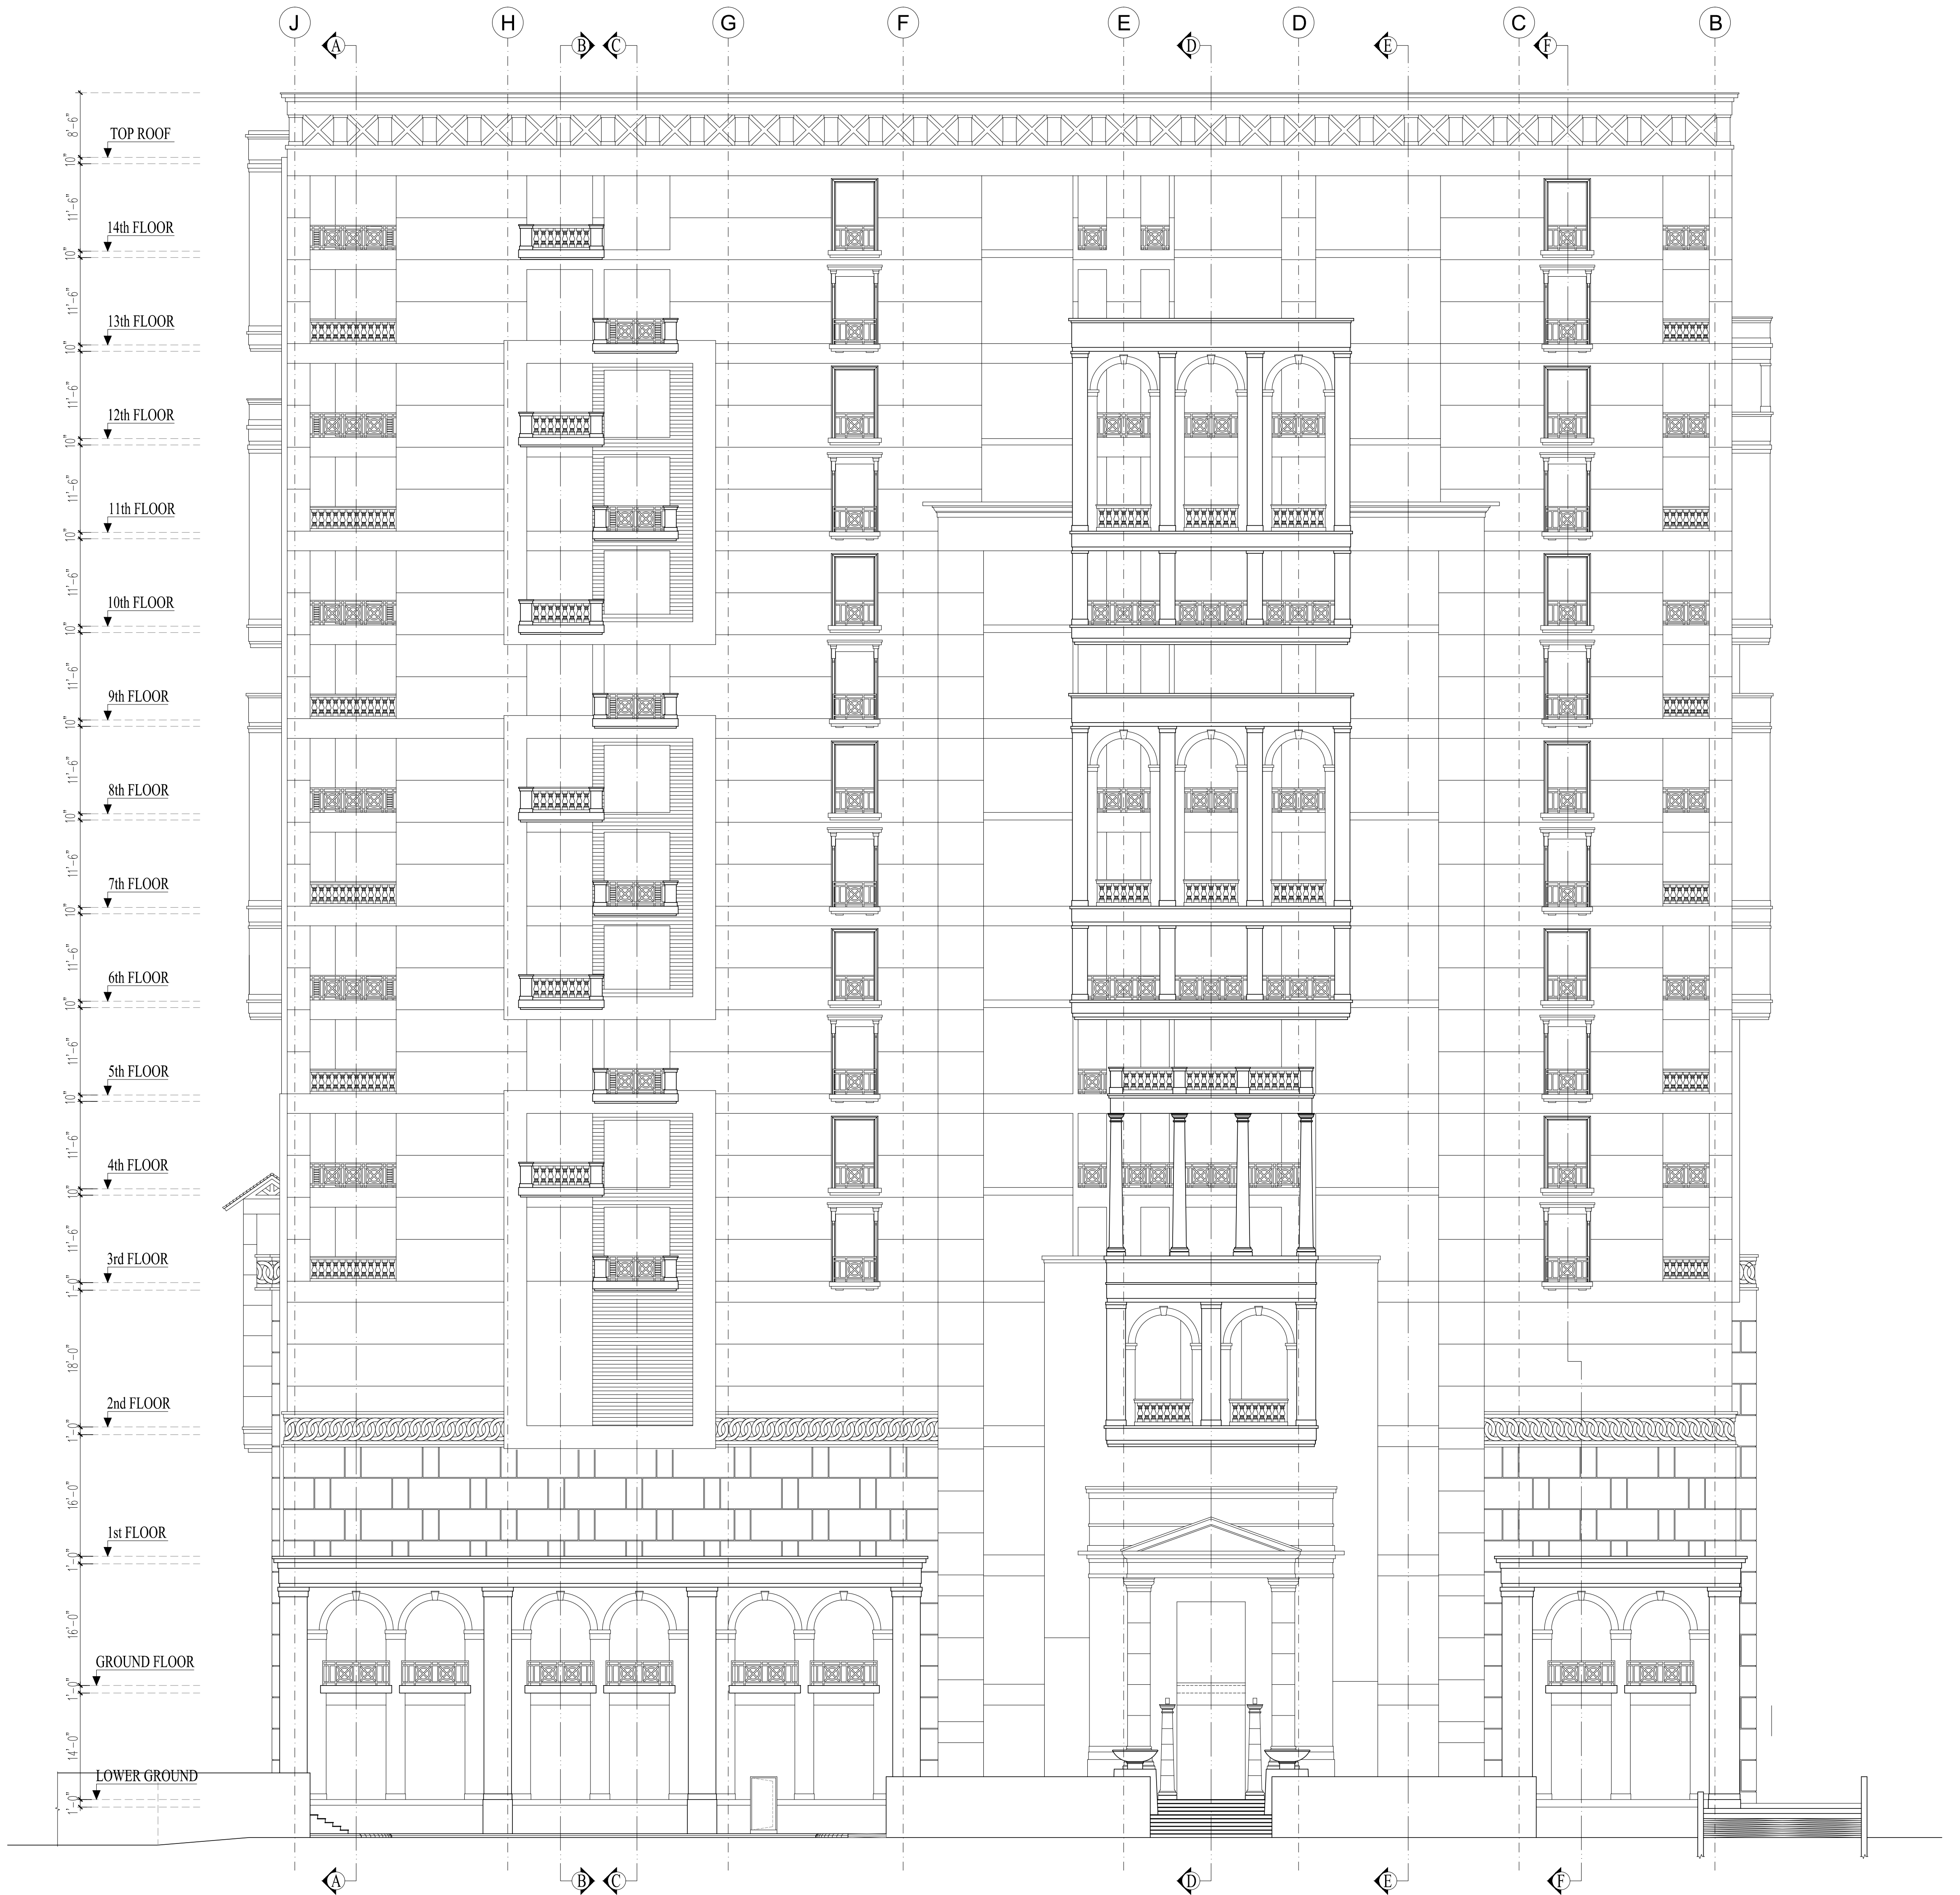 J H G F E D C B
A B C D E F
8'-6"
TOP ROOF
10"
11'-6"
14th FLOOR
10"
11'-6"
13th FLOOR
10"
11'-6"
12th FLOOR
10"
11'-6"
11th FLOOR
10"
11'-6"
10th FLOOR
10"
11'-6"
9th FLOOR
10"
11'-6"
8th FLOOR
10"
11'-6"
7th FLOOR
10"
11'-6"
6th FLOOR
10"
11'-6"
5th FLOOR
10"
11'-6"
4th FLOOR
10"
11'-6"
3rd FLOOR
1'-0"
18'-0"
2nd FLOOR
1'-0"
16'-0"
1st FLOOR
1'-0"
16'-0"
GROUND FLOOR
1'-0"
14'-0"
LOWER GROUND
1'-0"
A B C D E F